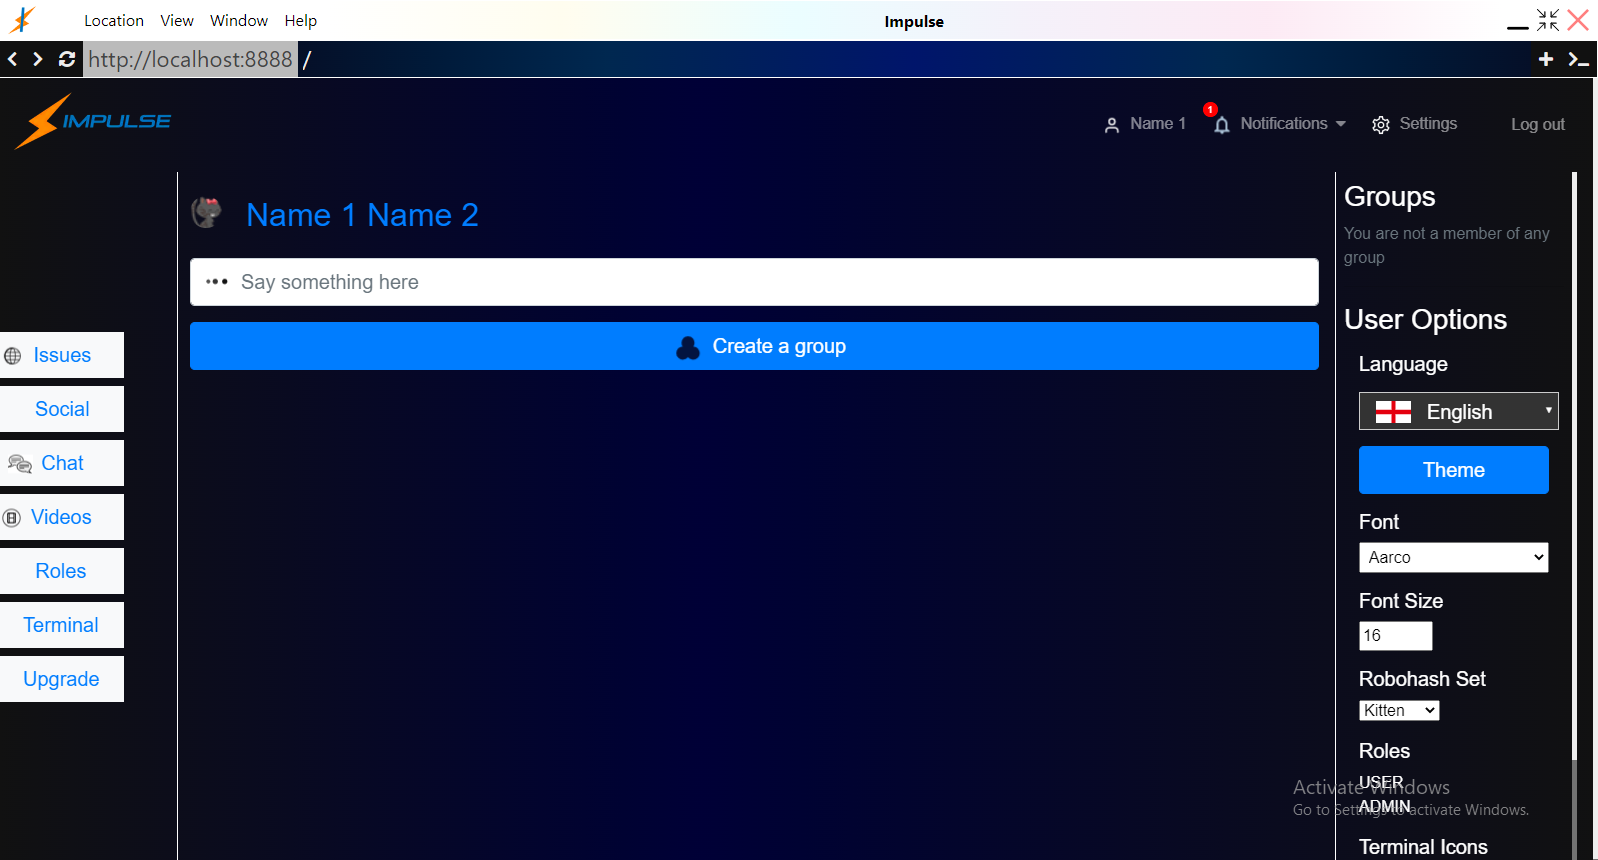 Location View Window Help
Impulse
http://localhost:8888 /
IMPULSE
Name 1
1
Notifications
Settings
Log out
Issues
Social
Chat
Videos
Roles
Terminal
Upgrade
Name 1 Name 2
Say something here
Create a group
Groups
You are not a member of any
group
User Options
Language
English
Theme
Font
Aarco
Font Size
16
Robohash Set
Kitten
Roles
USER
ADMIN
Terminal Icons
Activate Windows
Go to Settings to activate Windows.